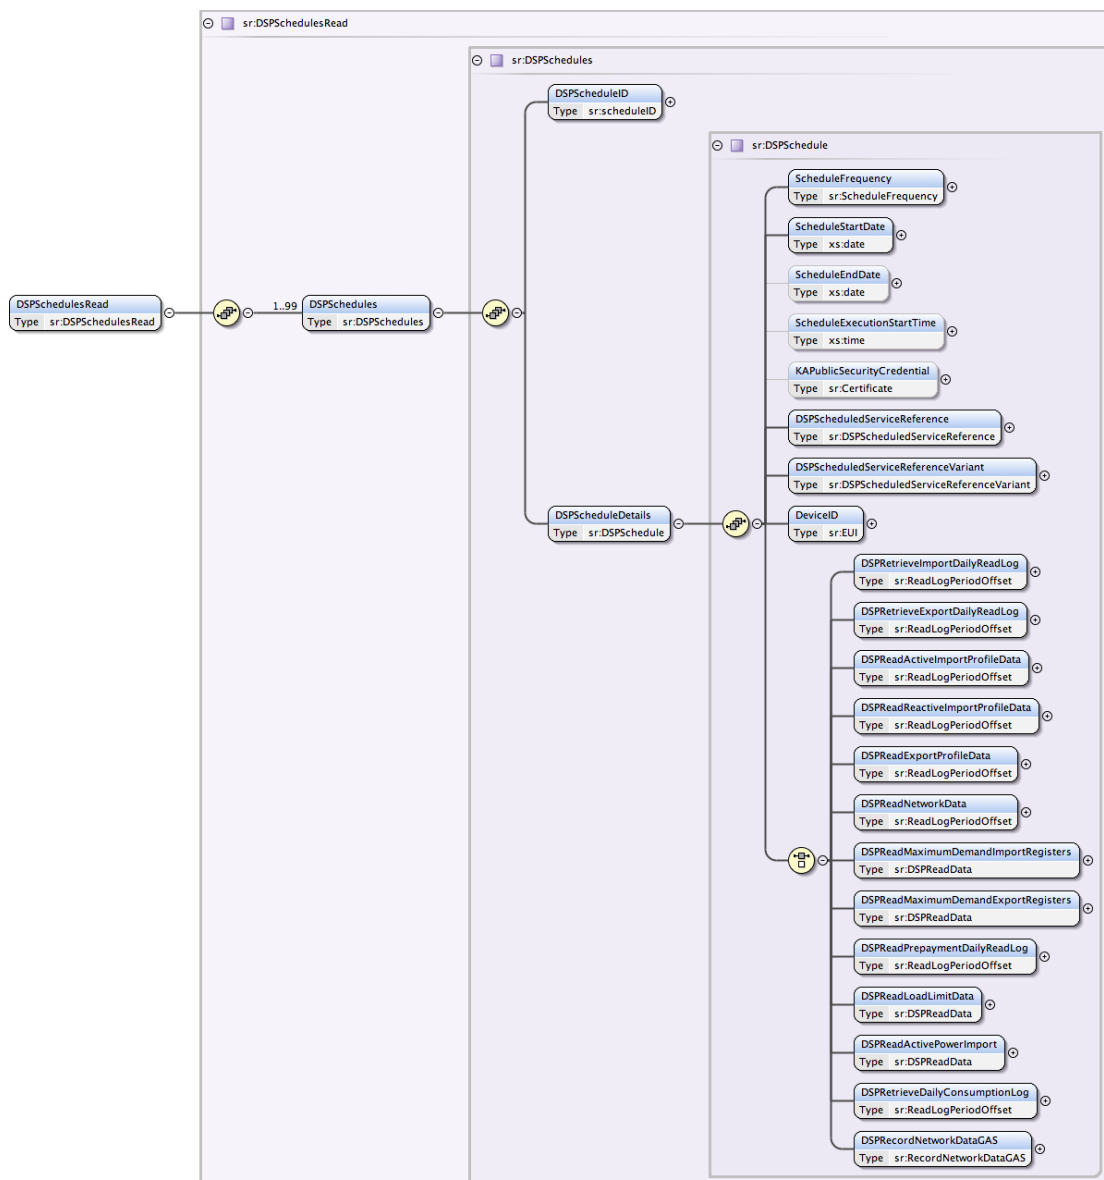 sr:DSPSchedulesRead
sr:DSPSchedules
DSPScheduleID
Type sr:scheduleID
sr:DSPSchedule
ScheduleFrequency
Type sr:ScheduleFrequency
ScheduleStartDate
Type xs:date
ScheduleEndDate
Type xs:date
DSPSchedulesRead
Type sr:DSPSchedulesRead
1..99
DSPSchedules
Type sr:DSPSchedules
ScheduleExecutionStartTime
Type xs:time
KAPublicSecurityCredential
Type sr:Certificate
DSPScheduledServiceReference
Type sr:DSPScheduledServiceReference
DSPScheduledServiceReferenceVariant
Type sr:DSPScheduledServiceReferenceVariant
DSPScheduleDetails
Type sr:DSPSchedule
DeviceID
Type sr:EUI
DSPRetrieveImportDailyReadLog
Type sr:ReadLogPeriodOffset
DSPRetrieveExportDailyReadLog
Type sr:ReadLogPeriodOffset
DSPReadActiveImportProfileData
Type sr:ReadLogPeriodOffset
DSPReadReactiveImportProfileData
Type sr:ReadLogPeriodOffset
DSPReadExportProfileData
Type sr:ReadLogPeriodOffset
DSPReadNetworkData
Type sr:ReadLogPeriodOffset
DSPReadMaximumDemandImportRegisters
Type sr:DSPReadData
DSPReadMaximumDemandExportRegisters
Type sr:DSPReadData
DSPReadPrepaymentDailyReadLog
Type sr:ReadLogPeriodOffset
DSPReadLoadLimitData
Type sr:DSPReadData
DSPReadActivePowerImport
Type sr:DSPReadData
DSPRetrieveDailyConsumptionLog
Type sr:ReadLogPeriodOffset
DSPRecordNetworkDataGAS
Type sr:RecordNetworkDataGAS